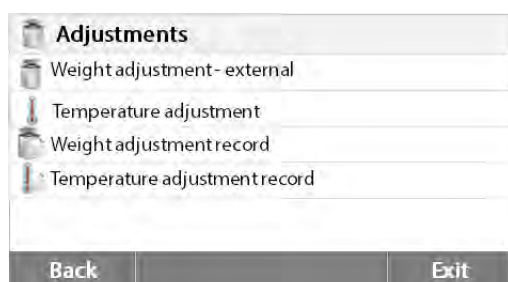 Adjustments
Weight adjustment - external
Temperature adjustment
Weight adjustment record
Temperature adjustment record
Back Exit